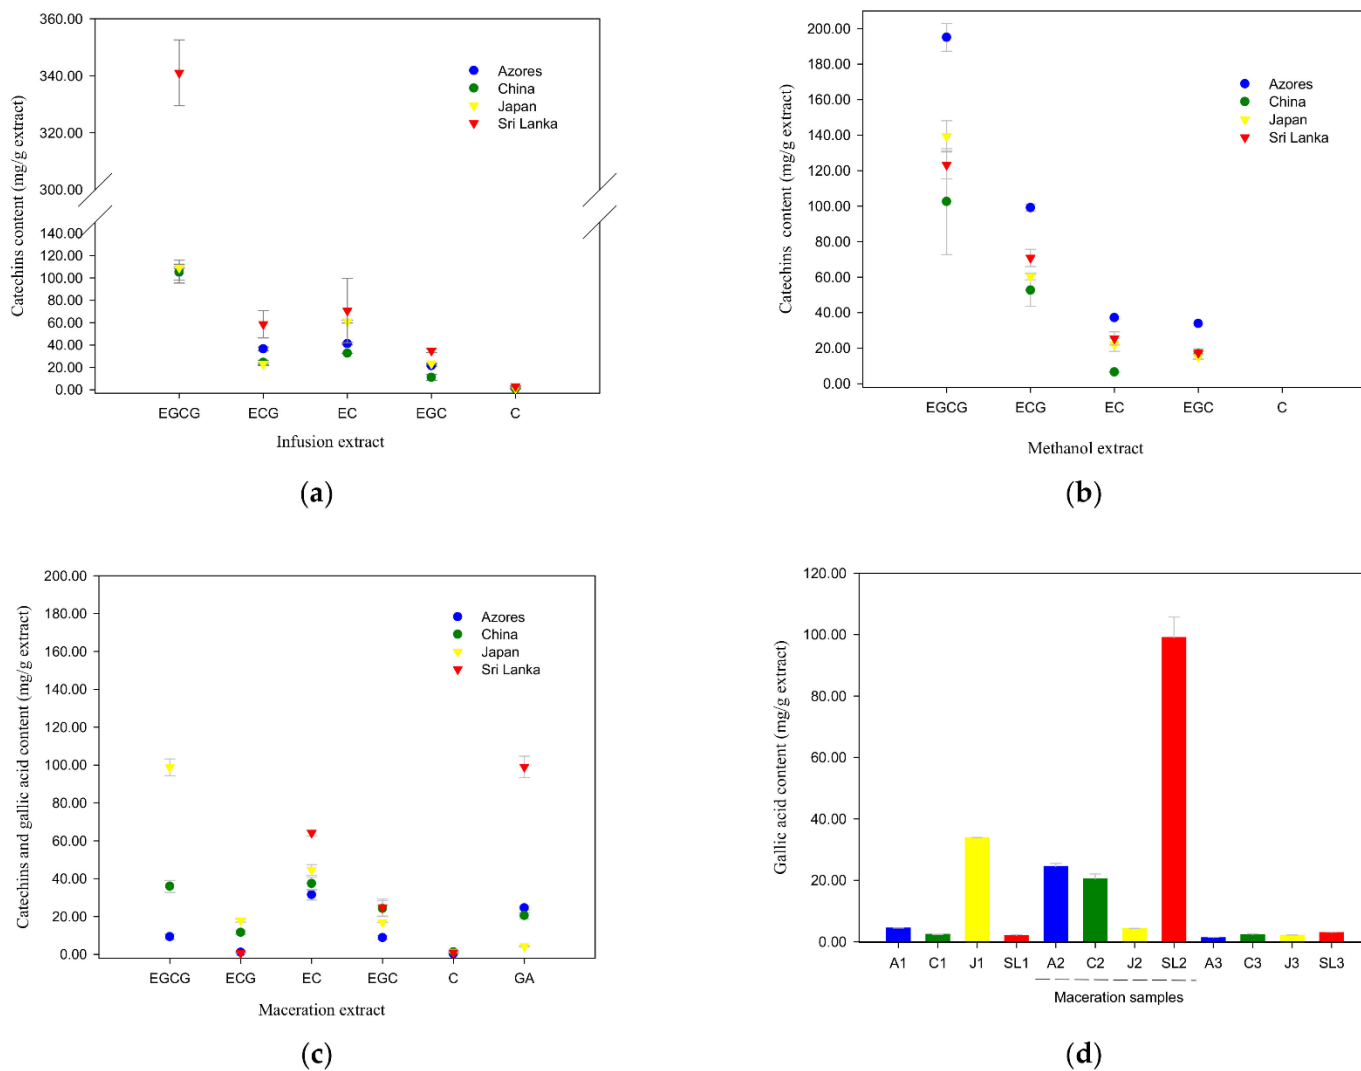 360.00
340.00
320.00
300.00
140.00
120.00
100.00
80.00
60.00
40.00
20.00
0.00
Catechins content (mg/g extract)
Azores
China
Japan
Sri Lanka
EGCG ECG EC EGC C
Infusion extract
(a)
200.00
180.00
160.00
140.00
120.00
100.00
80.00
60.00
40.00
20.00
0.00
Catechins content (mg/g extract)
Azores
China
Japan
Sri Lanka
EGCG ECG EC EGC C
Methanol extract
(b)
200.00
180.00
160.00
140.00
120.00
100.00
80.00
60.00
40.00
20.00
0.00
Catechins and gallic acid content (mg/g extract)
Azores
China
Japan
Sri Lanka
EGCG ECG EC EGC C GA
Maceration extract
(c)
120.00
100.00
80.00
60.00
40.00
20.00
0.00
Gallic acid content (mg/g extract)
A1 C1 J1 SL1 A2 C2 J2 SL2 A3 C3 J3 SL3
Maceration samples
(d)